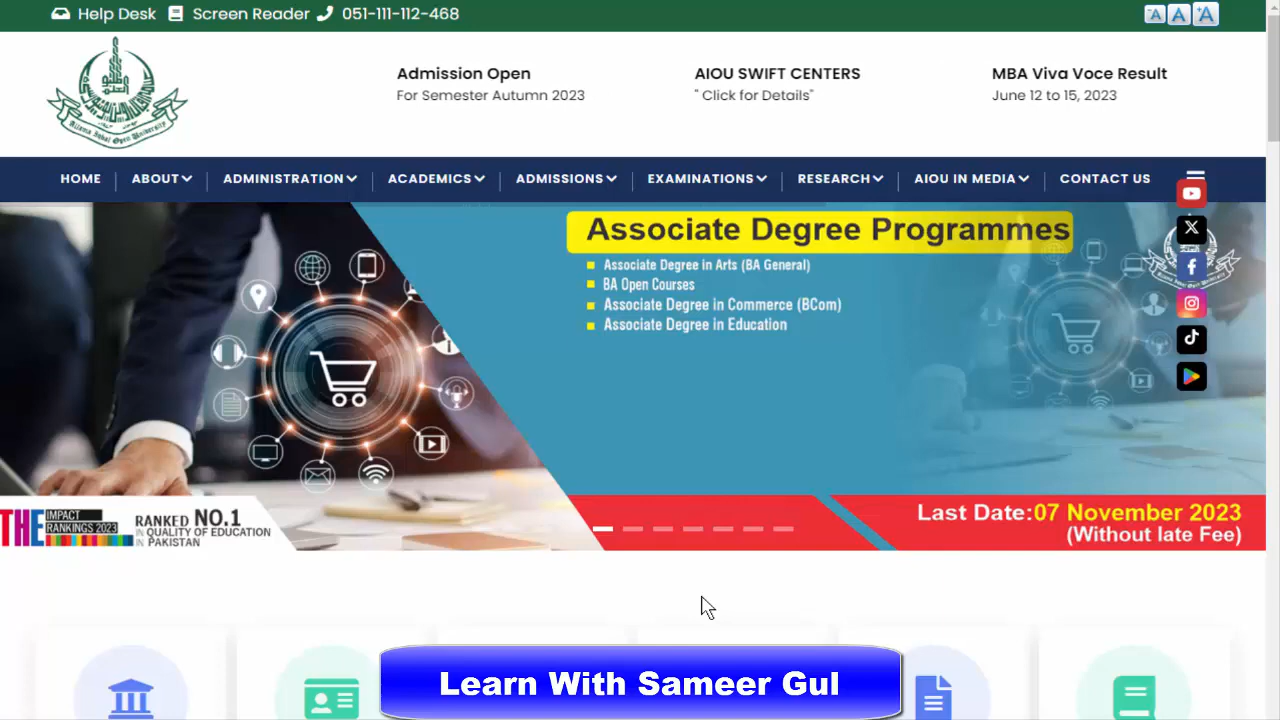 Help Desk Screen Reader 051-111-112-468
-A A +A
Admission Open
For Semester Autumn 2023
AIOU SWIFT CENTERS
" Click for Details"
MBA Viva Voce Result
June 12 to 15, 2023
Allama Iqbal Open University
HOME ABOUT ADMINISTRATION ACADEMICS ADMISSIONS EXAMINATIONS RESEARCH AIOU IN MEDIA CONTACT US
Associate Degree Programmes
Associate Degree in Arts (BA General)
BA Open Courses
Associate Degree in Commerce (BCom)
Associate Degree in Education
THE IMPACT RANKINGS 2023
RANKED NO.1
IN QUALITY OF EDUCATION
IN PAKISTAN
Last Date:07 November 2023
(Without late Fee)
Learn With Sameer Gul